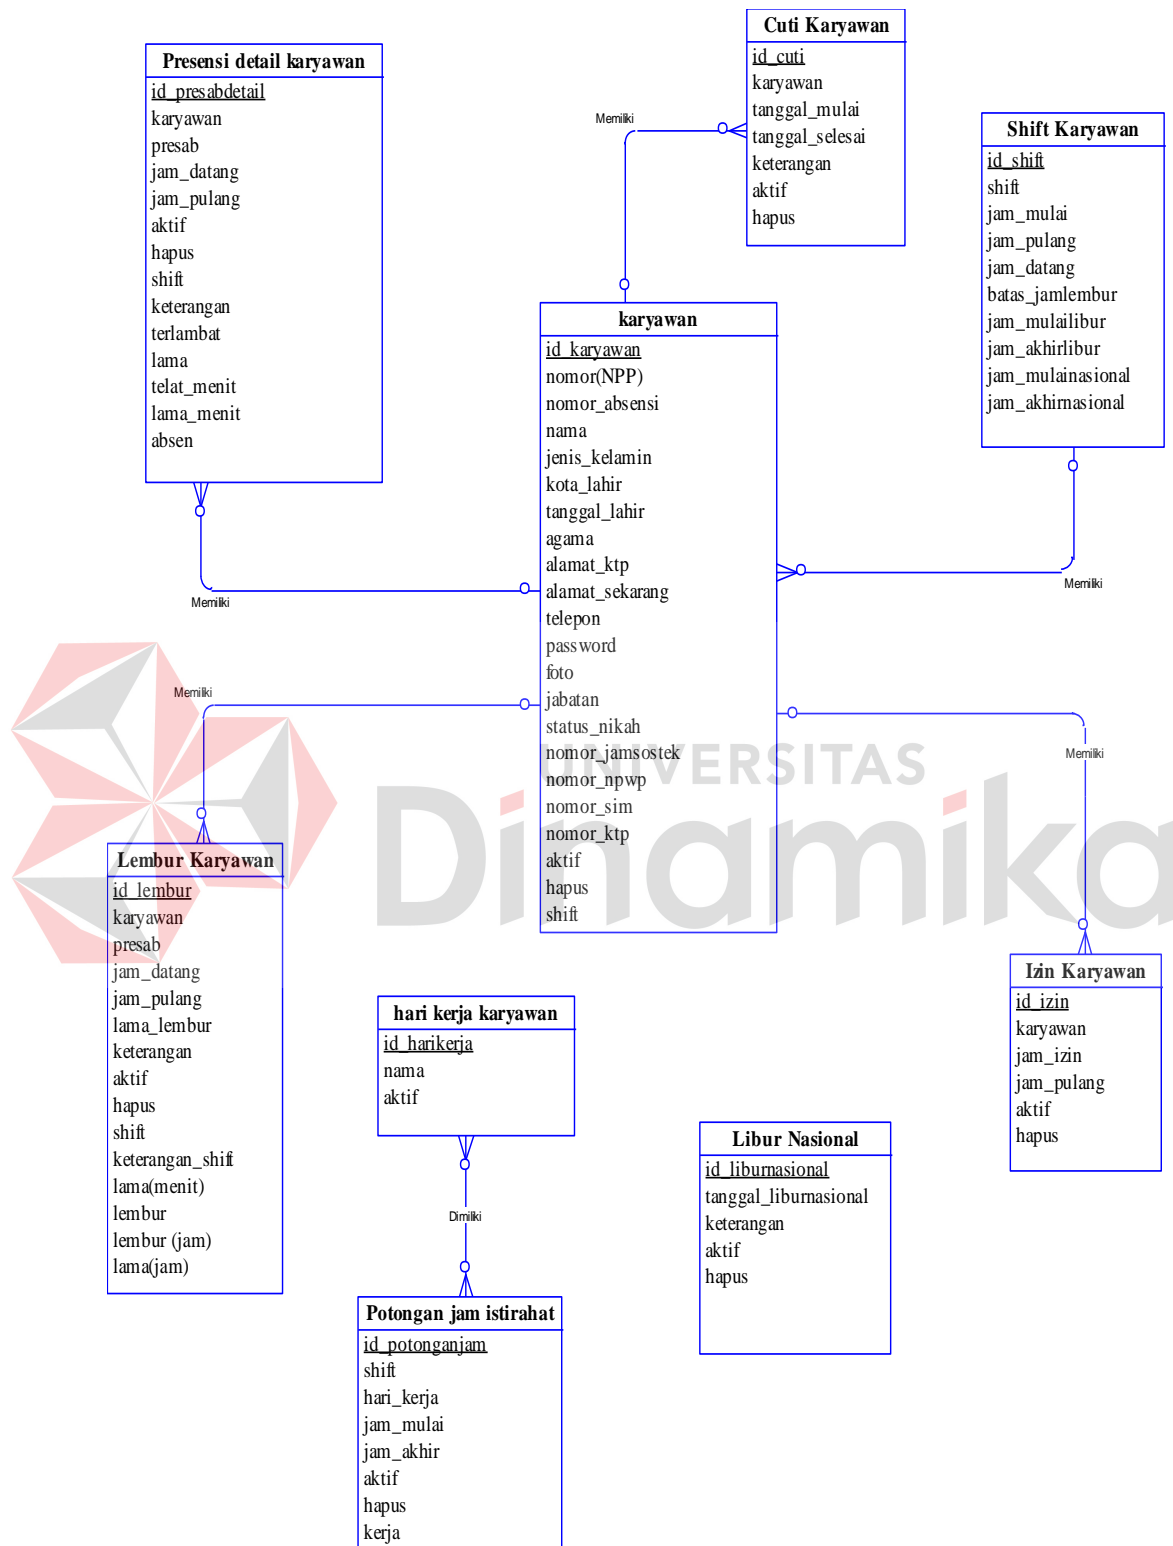 Cuti Karyawan
id_cuti
karyawan
tanggal_mulai
tanggal_selesai
keterangan
aktif
hapus
Presensi detail karyawan
id_presabdetail
karyawan
presab
jam_datang
jam_pulang
aktif
hapus
shift
keterangan
terlambat
lama
telat_menit
lama_menit
absen
Shift Karyawan
id_shift
shift
jam_mulai
jam_pulang
jam_datang
batas_jamlembur
jam_mulailibur
jam_akhirlibur
jam_mulainasional
jam_akhirnasional
Memiliki
karyawan
id_karyawan
nomor(NPP)
nomor_absensi
nama
jenis_kelamin
kota_lahir
tanggal_lahir
agama
alamat_ktp
alamat_sekarang
telepon
password
foto
jabatan
status_nikah
nomor_jamsostek
nomor_npwp
nomor_sim
nomor_ktp
aktif
hapus
shift
Memiliki
Memiliki
Memiliki
Memiliki
UNIVERSITAS
Dinamika
Lembur Karyawan
id_lembur
karyawan
presab
jam_datang
jam_pulang
lama_lembur
keterangan
aktif
hapus
shift
keterangan_shift
lama(menit)
lembur
lembur (jam)
lama(jam)
hari kerja karyawan
id_harikerja
nama
aktif
Dimiliki
Izin Karyawan
id_izin
karyawan
jam_izin
jam_pulang
aktif
hapus
Libur Nasional
id_liburnasional
tanggal_liburnasional
keterangan
aktif
hapus
Potongan jam istirahat
id_potonganjam
shift
hari_kerja
jam_mulai
jam_akhir
aktif
hapus
kerja